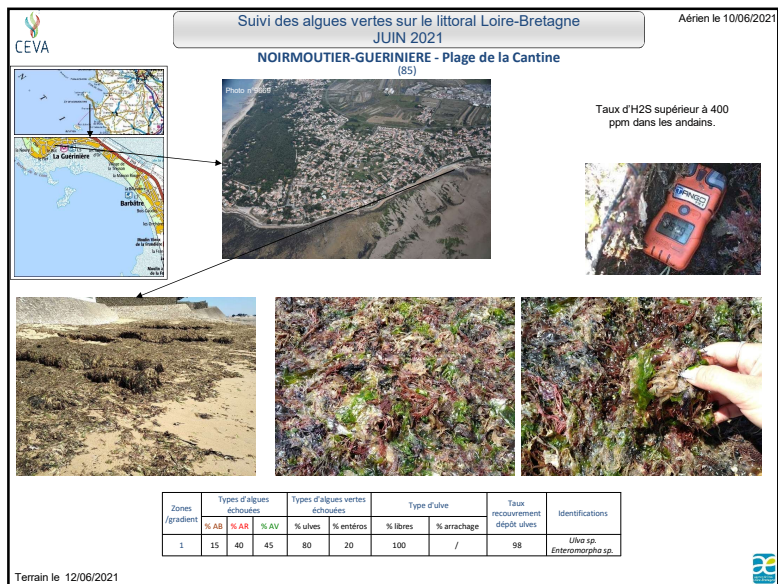 CEVA
Suivi des algues vertes sur le littoral Loire-Bretagne
JUIN 2021
Aérien le 10/06/2021
NOIRMOUTIER-GUERINIERE - Plage de la Cantine
(85)
Photo n°9069
Taux d'H2S supérieur à 400
ppm dans les andains.
La Guérinière
Barbâtre
TANGO
Zones
/gradient
Types d'algues
échouées
Types d'algues vertes
échouées
Type d'ulve
Taux
recouvrement
dépôt ulves
Identifications
% AB % AR % AV % ulves % entéros % libres % arrachage
1 15 40 45 80 20 100 / 98 Ulva sp.
Enteromorpha sp.
Terrain le 12/06/2021